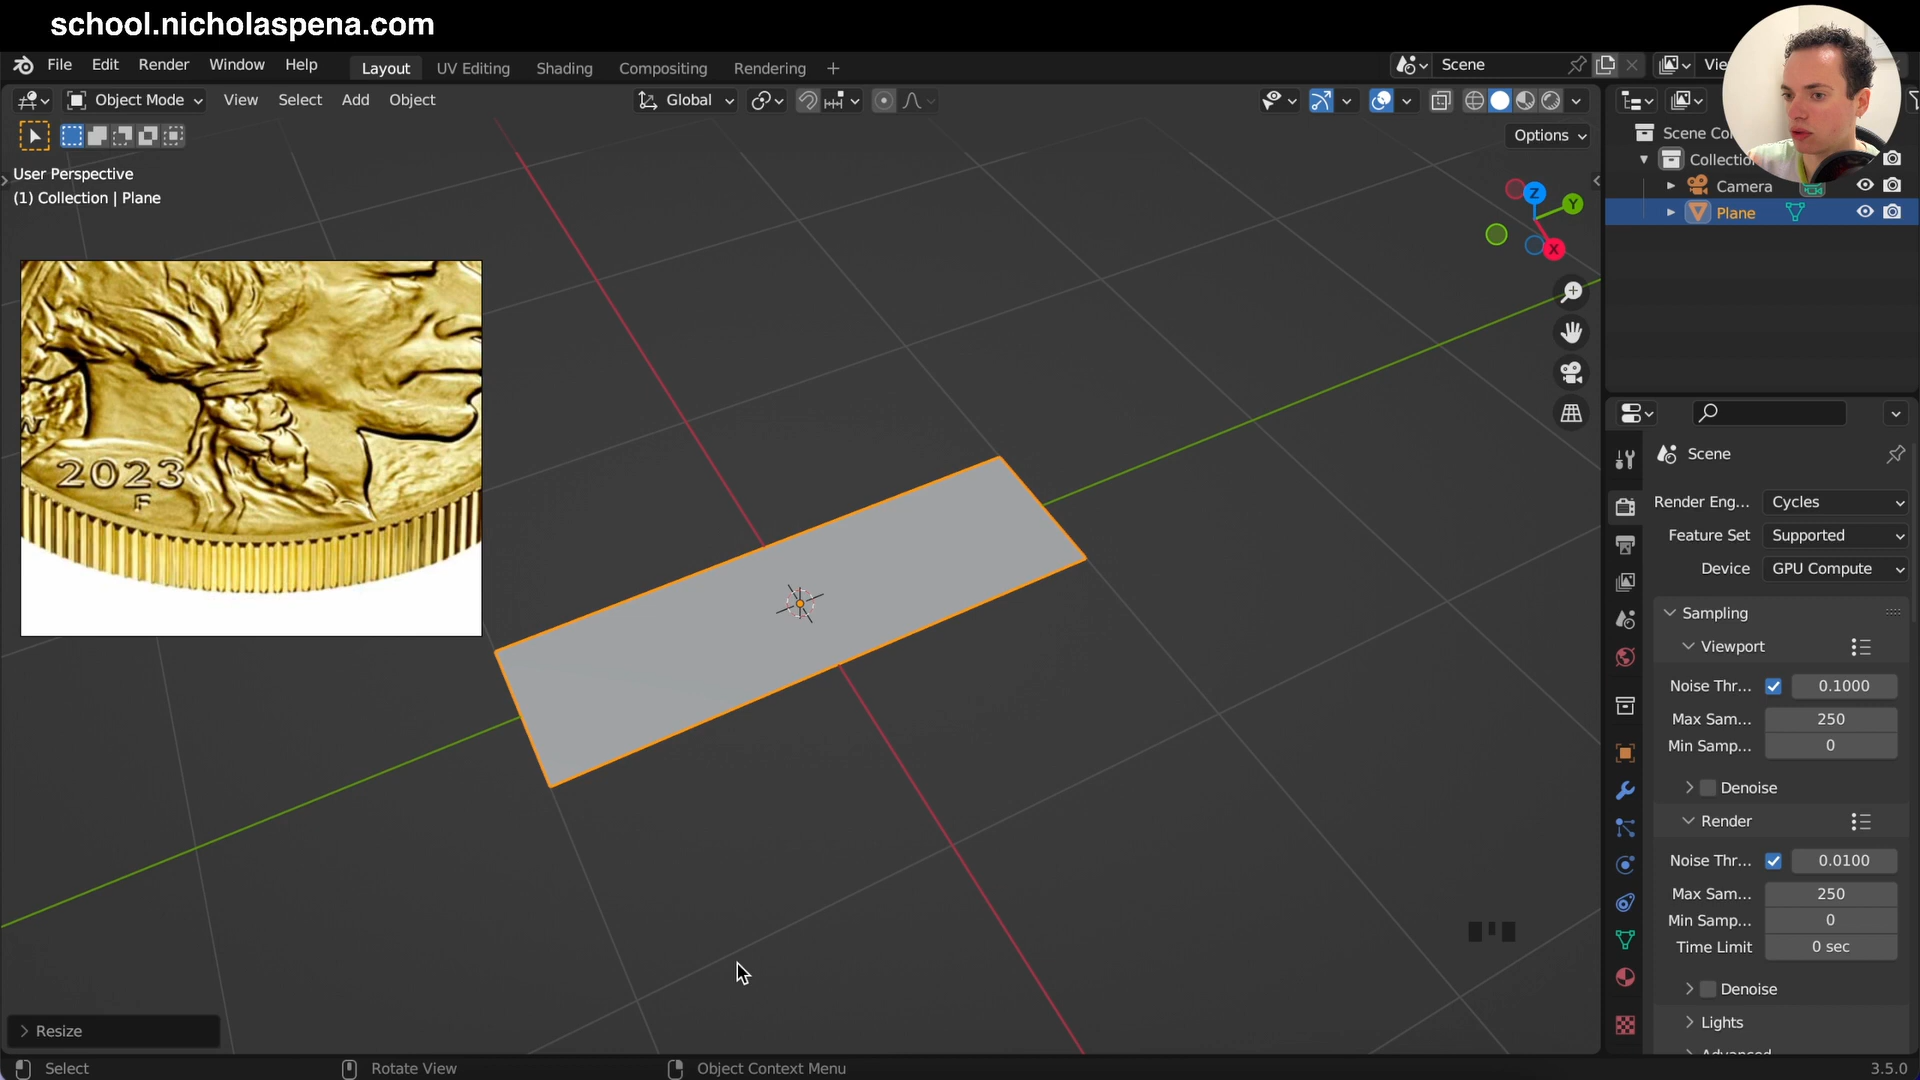 school.nicholaspena.com
File Edit Render Window Help
Layout UV Editing Shading Compositing Rendering +
Scene
Object Mode View Select Add Object
Global
Options
User Perspective
(1) Collection | Plane
Z
Y
X
Camera
Plane
2023
F
Scene
Render Eng... Cycles
Feature Set Supported
Device GPU Compute
Sampling
Viewport
Noise Thr... 0.1000
Max Sam... 250
Min Samp... 0
Denoise
Render
Noise Thr... 0.0100
Max Sam... 250
Min Samp... 0
Time Limit 0 sec
Denoise
Lights
Resize
Select Rotate View Object Context Menu 3.5.0